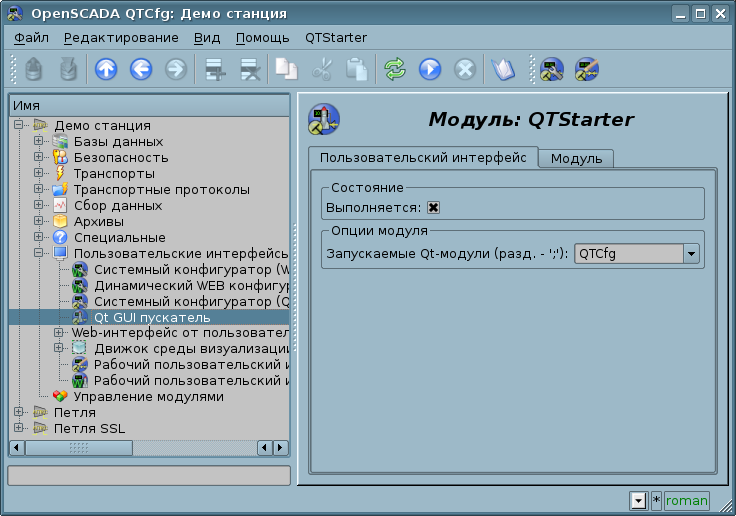 OpenSCADA QTCfg: Демо станция
Файл Редактирование Вид Помощь QTStarter
Имя
Демо станция
Базы данных
Безопасность
Транспорты
Транспортные протоколы
Сбор данных
Архивы
Специальные
Пользовательские интерфейсы
Системный конфигуратор (W
Динамический WEB конфигур
Системный конфигуратор (Q
Qt GUI пускатель
Web-интерфейс от пользовател
Движок среды визуализации
Рабочий пользовательский и
Рабочий пользовательский и
Управление модулями
Петля
Петля SSL
Модуль: QTStarter
Пользовательский интерфейс Модуль
Состояние
Выполняется:
Опции модуля
Запускаемые Qt-модули (разд. - ';'): QTCfg
* roman